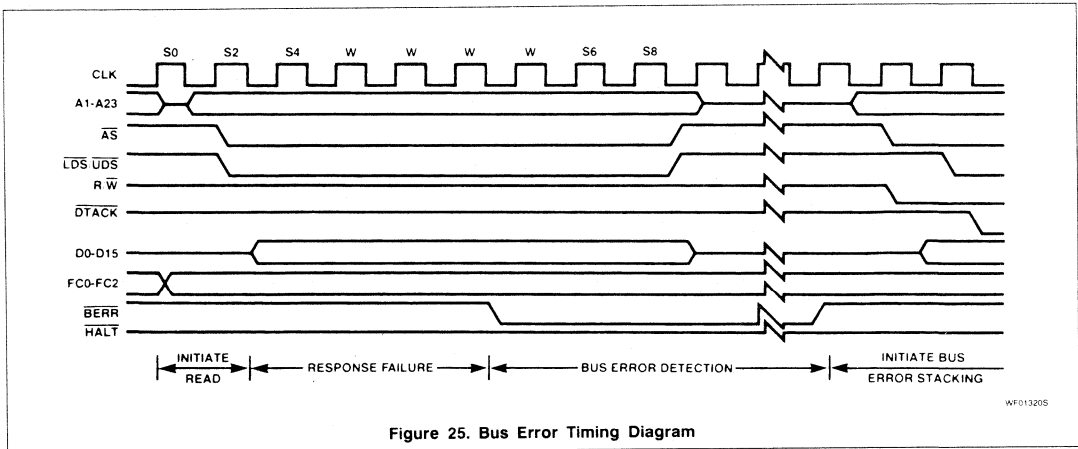 S0 S2 S4 W W W W S6 S8
CLK
A1-A23
AS
LDS UDS
R W
DTACK
D0-D15
FC0-FC2
BERR
HALT
INITIATE
READ
RESPONSE FAILURE
BUS ERROR DETECTION
INITIATE BUS
ERROR STACKING
WF01320S
Figure 25. Bus Error Timing Diagram